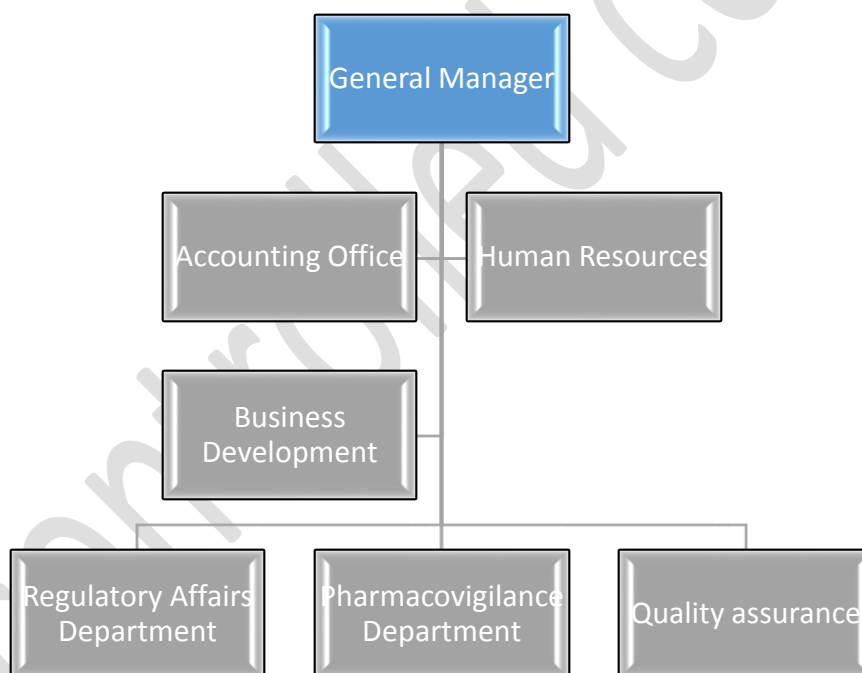 General Manager
Accounting Office
Human Resources
Business
Development
Regulatory Affairs
Department
Pharmacovigilance
Department
Quality assurance